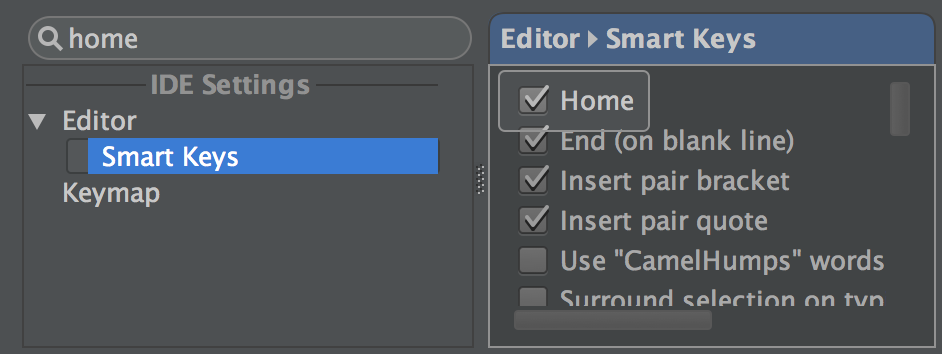 home
IDE Settings
Editor
Smart Keys
Keymap
Editor Smart Keys
Home
End (on blank line)
Insert pair bracket
Insert pair quote
Use "CamelHumps" words
Surround selection on typ